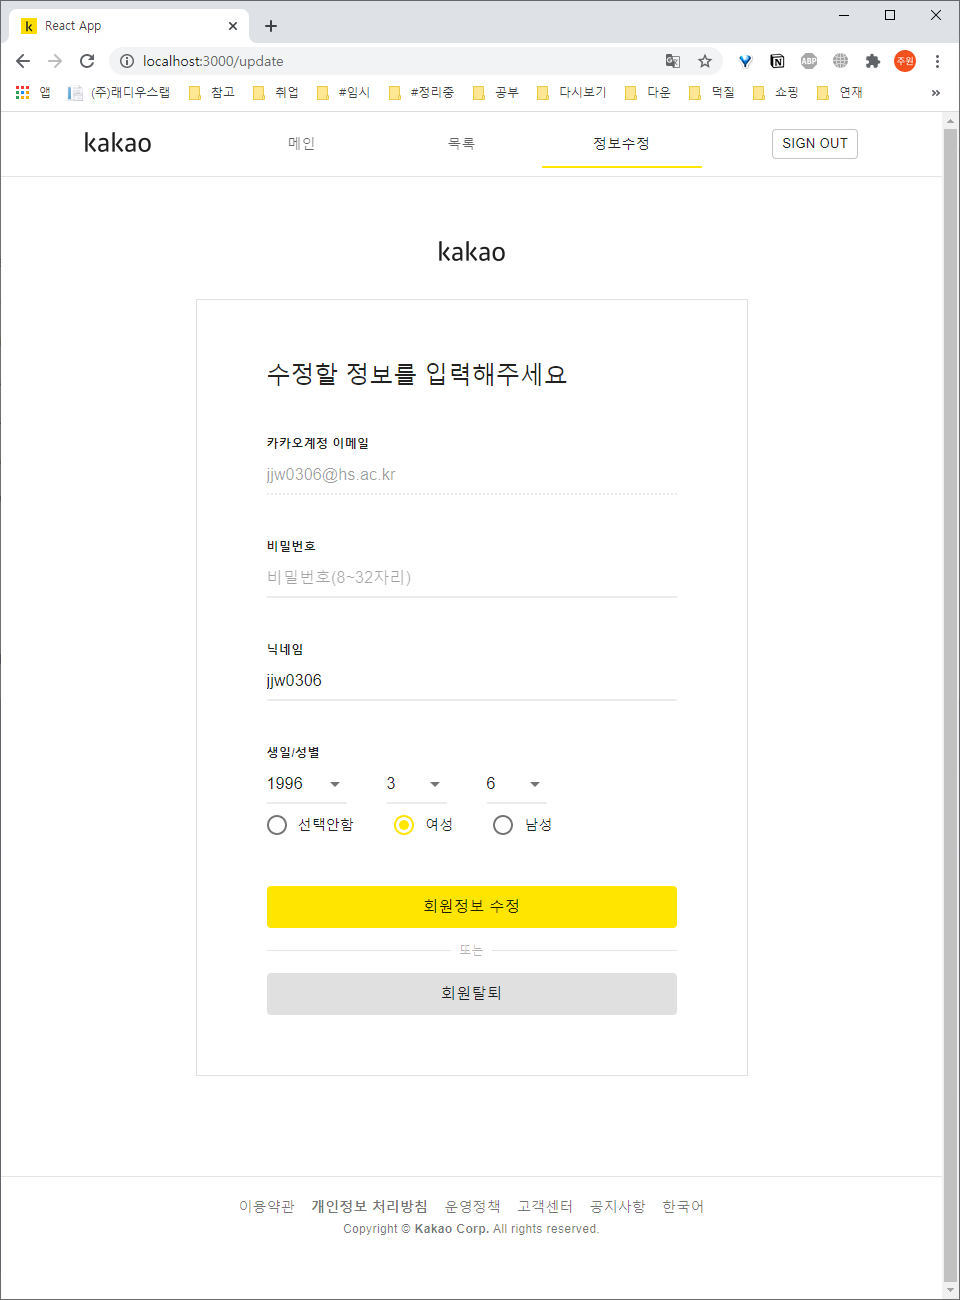 k React App
localhost:3000/update
주원
앱 (주)래디우스랩 참고 취업 #임시 #정리중 공부 다시보기 다운 덕질 쇼핑 연재 »
kakao 메인 목록 정보수정 SIGN OUT
kakao
수정할 정보를 입력해주세요
카카오계정 이메일
jjw0306@hs.ac.kr
비밀번호
비밀번호(8~32자리)
닉네임
jjw0306
생일/성별
1996 3 6
선택안함 여성 남성
회원정보 수정
또는
회원탈퇴
이용약관 개인정보 처리방침 운영정책 고객센터 공지사항 한국어
Copyright © Kakao Corp. All rights reserved.